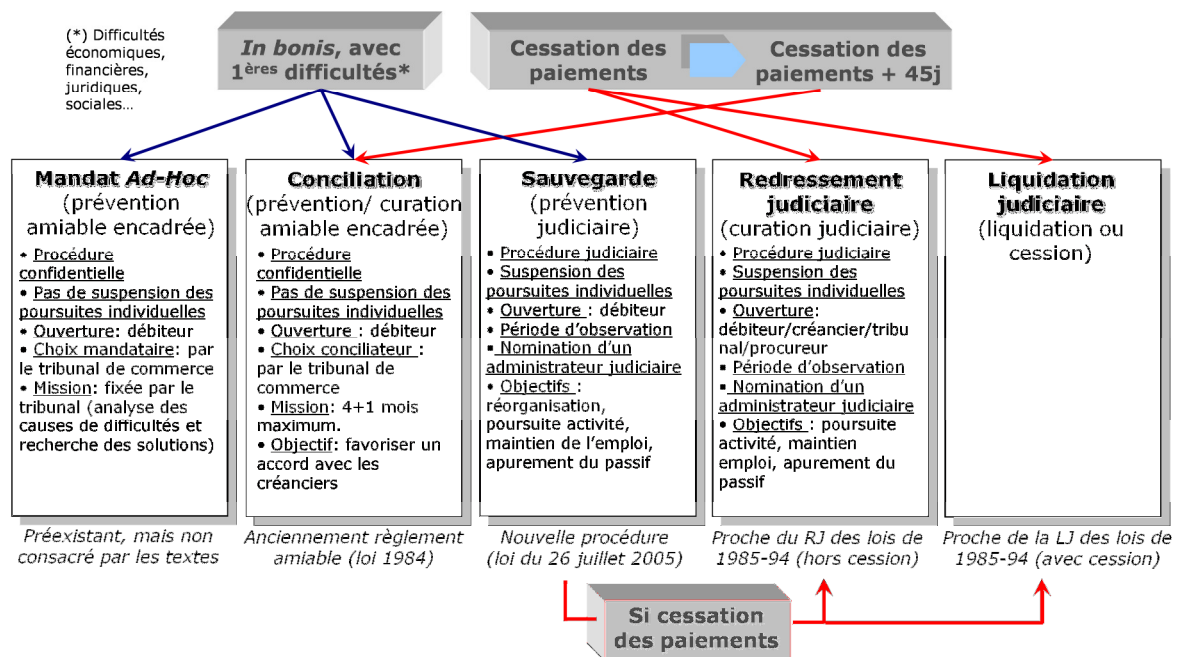 (*) Difficultés
économiques,
financières,
juridiques,
sociales…
In bonis, avec
1ères difficultés*
Cessation des
paiements
Cessation des
paiements + 45j
Mandat Ad-Hoc
(prévention
amiable encadrée)
• Procédure
confidentielle
• Pas de suspension des
poursuites individuelles
• Ouverture: débiteur
• Choix mandataire: par
le tribunal de commerce
• Mission: fixée par le
tribunal (analyse des
causes de difficultés et
recherche des solutions)
Préexistant, mais non
consacré par les textes
Conciliation
(prévention/ curation
amiable encadrée)
• Procédure
confidentielle
• Pas de suspension des
poursuites individuelles
• Ouverture : débiteur
• Choix conciliateur :
par le tribunal de
commerce
• Mission: 4+1 mois
maximum.
• Objectif: favoriser un
accord avec les
créanciers
Anciennement règlement
amiable (loi 1984)
Sauvegarde
(prévention
judiciaire)
• Procédure judiciaire
• Suspension des
poursuites individuelles
• Ouverture : débiteur
• Période d'observation
• Nomination d'un
administrateur judiciaire
• Objectifs :
réorganisation,
poursuite activité,
maintien de l'emploi,
apurement du passif
Nouvelle procédure
(loi du 26 juillet 2005)
Redressement
judiciaire
(curation judiciaire)
• Procédure judiciaire
• Suspension des
poursuites individuelles
• Ouverture:
débiteur/créancier/tribu
nal/procureur
• Période d'observation
• Nomination d'un
administrateur judiciaire
• Objectifs : poursuite
activité, maintien
emploi, apurement du
passif
Proche du RJ des lois de
1985-94 (hors cession)
Liquidation
judiciaire
(liquidation ou
cession)
Proche de la LJ des lois de
1985-94 (avec cession)
Si cessation
des paiements